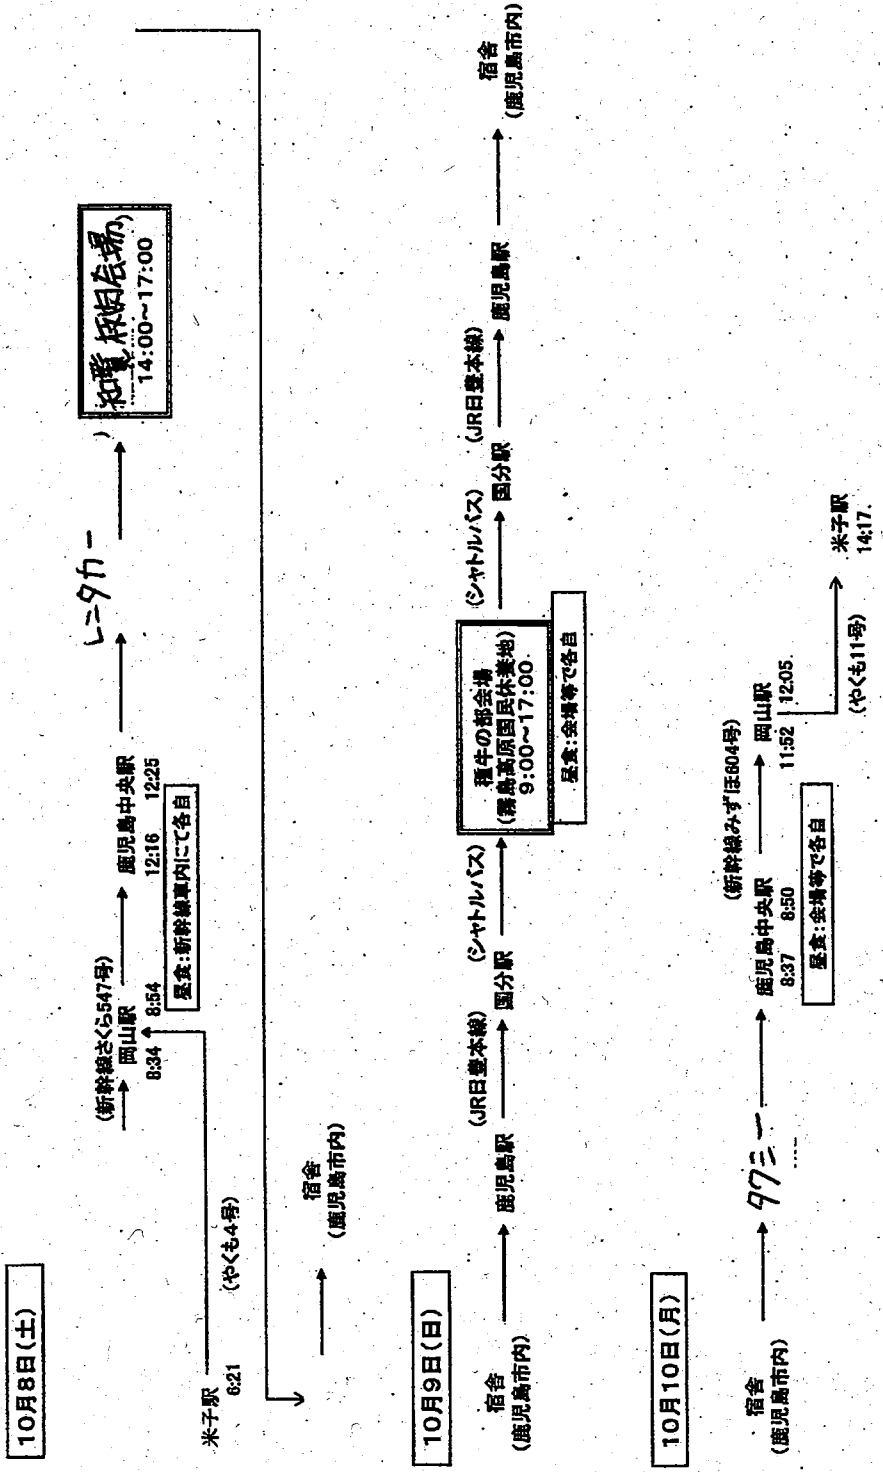 10月8日(土)
(新幹線さくら547号)
レンタカー
岡山駅
8:34 8:54
鹿児島中央駅
12:16 12:25
昼食:新幹線車内にて各自
知覧 枝肉会場
14:00~17:00
米子駅
6:21
(やくも4号)
宿舎
(鹿児島市内)
10月9日(日)
宿舎
(鹿児島市内)
鹿児島駅
(JR日豊本線)
国分駅
(シャトルバス)
種牛の部会場
(霧島高原国民休養地)
9:00~17:00
昼食:会場等で各自
(シャトルバス)
国分駅
(JR日豊本線)
鹿児島駅
宿舎
(鹿児島市内)
10月10日(月)
宿舎
(鹿児島市内)
タクシー
鹿児島中央駅
8:37 8:50
昼食:会場等で各自
(新幹線みずほ604号)
岡山駅
11:52 12:05
(やくも11号)
米子駅
14:17